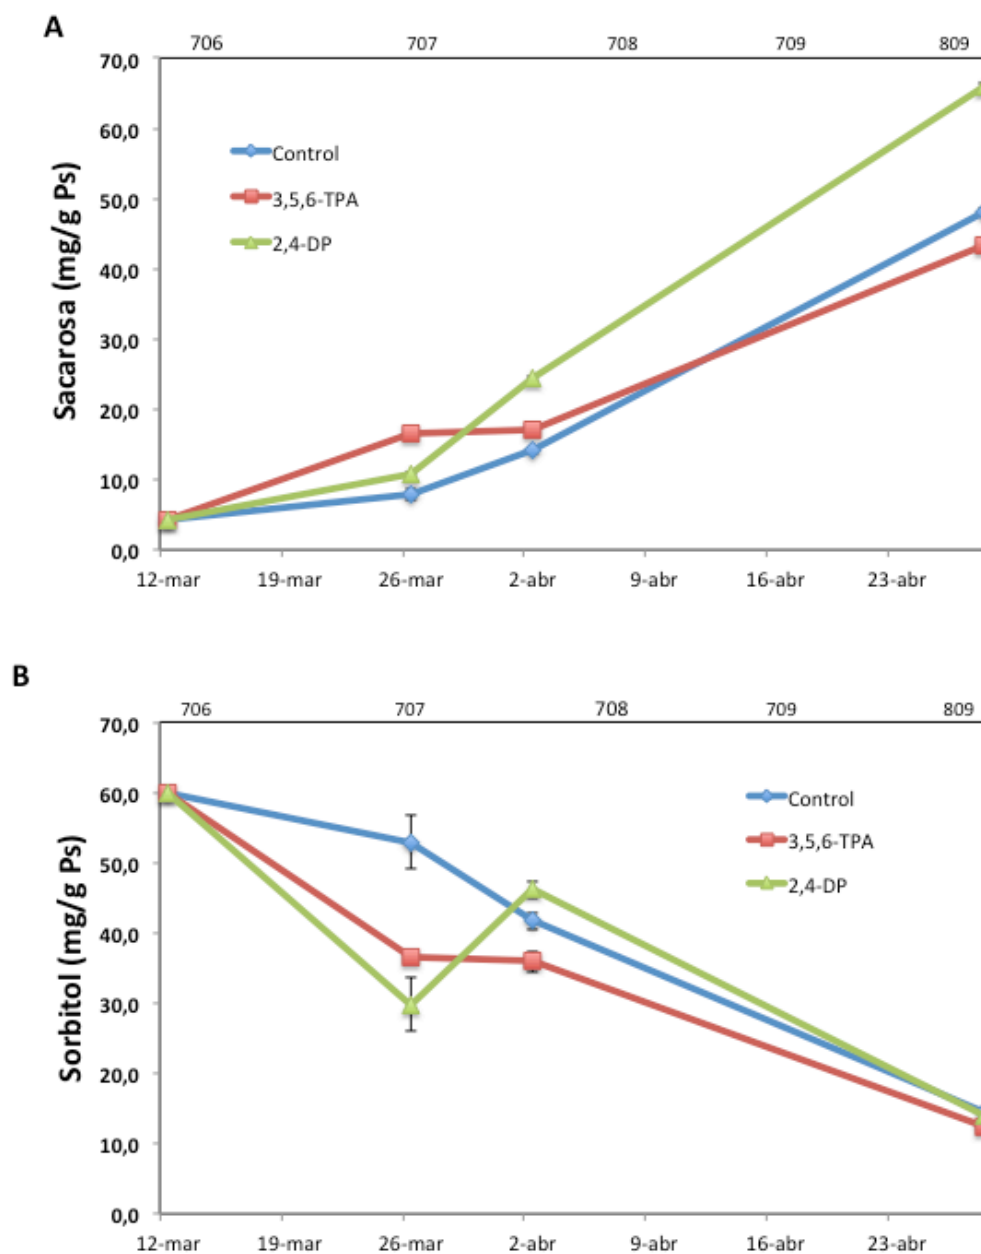 A
706 707 708 709 809
70,0
60,0
50,0
40,0
30,0
20,0
10,0
0,0
Sacarosa (mg/g Ps)
Control
3,5,6-TPA
2,4-DP
12-mar 19-mar 26-mar 2-abr 9-abr 16-abr 23-abr
B
706 707 708 709 809
70,0
60,0
50,0
40,0
30,0
20,0
10,0
0,0
Sorbitol (mg/g Ps)
Control
3,5,6-TPA
2,4-DP
12-mar 19-mar 26-mar 2-abr 9-abr 16-abr 23-abr